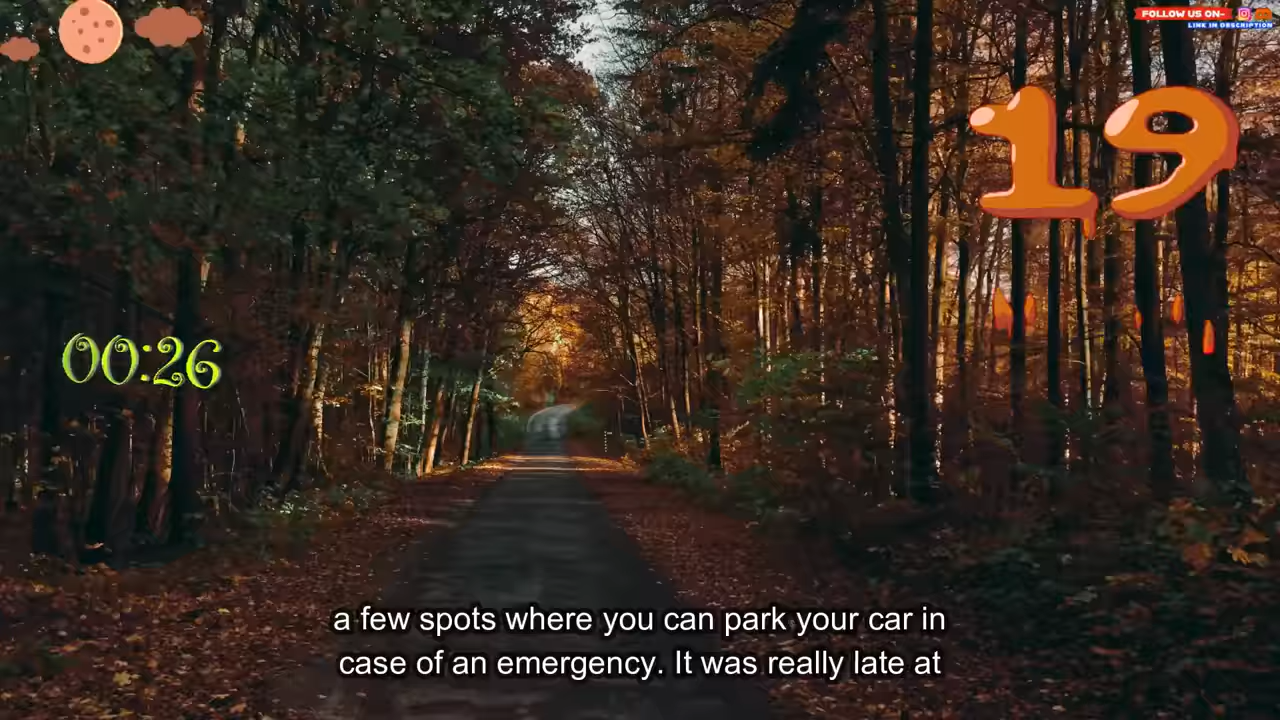 FOLLOW US ON-
LINK IN DESCRIPTION
19
00:26
a few spots where you can park your car in
case of an emergency. It was really late at